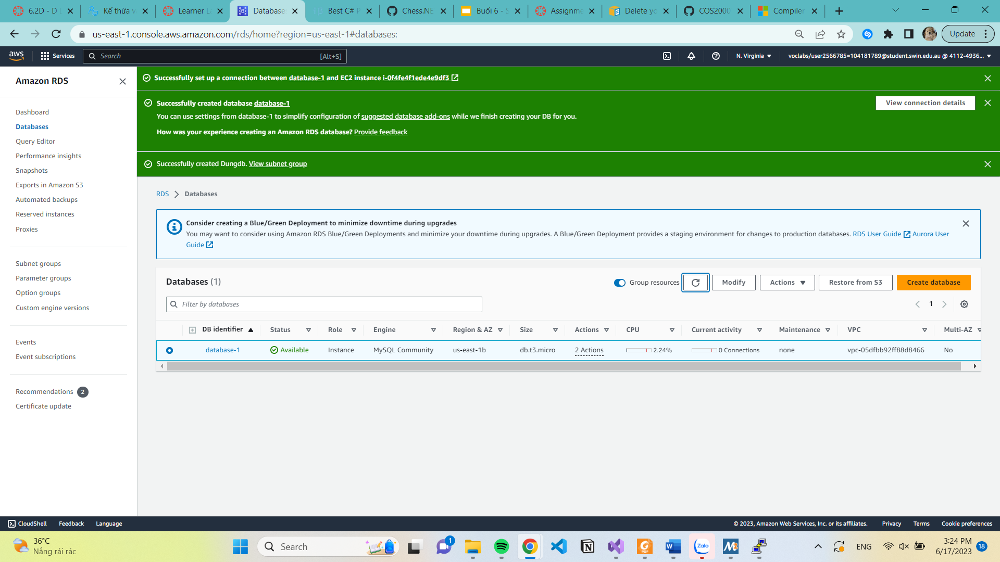 6.2D - D L
Kế thừa v
Learner La
Databases
Best C# P
Chess.NE
Buổi 6 - S
Assignme
Delete yo
COS2000
Compiler
us-east-1.console.aws.amazon.com/rds/home?region=us-east-1#databases:
Update
aws
Services
Search
[Alt+S]
N. Virginia
voclabs/user2566785=104181789@student.swin.edu.au @ 4112-4936...
Amazon RDS
Dashboard
Databases
Query Editor
Performance insights
Snapshots
Exports in Amazon S3
Automated backups
Reserved instances
Proxies
Subnet groups
Parameter groups
Option groups
Custom engine versions
Events
Event subscriptions
Recommendations 2
Certificate update
Successfully set up a connection between database-1 and EC2 instance i-0f4fe4f1ede4e9df3
Successfully created database database-1
View connection details
You can use settings from database-1 to simplify configuration of suggested database add-ons while we finish creating your DB for you.
How was your experience creating an Amazon RDS database? Provide feedback
Successfully created Dungdb. View subnet group
RDS > Databases
Consider creating a Blue/Green Deployment to minimize downtime during upgrades
You may want to consider using Amazon RDS Blue/Green Deployments and minimize your downtime during upgrades. A Blue/Green Deployment provides a staging environment for changes to production databases. RDS User Guide Aurora User
Guide
Databases (1)
Group resources
Modify
Actions
Restore from S3
Create database
Filter by databases
1
DB identifier Status Role Engine Region & AZ Size Actions CPU Current activity Maintenance VPC Multi-AZ
database-1 Available Instance MySQL Community us-east-1b db.t3.micro 2 Actions 2.24% 0 Connections none vpc-05dfbb92ff88d8466 No
CloudShell Feedback Language
© 2023, Amazon Web Services, Inc. or its affiliates. Privacy Terms Cookie preferences
36°C
Nắng rải rác
Search
1
Zalo
ENG
3:24 PM
6/17/2023
18